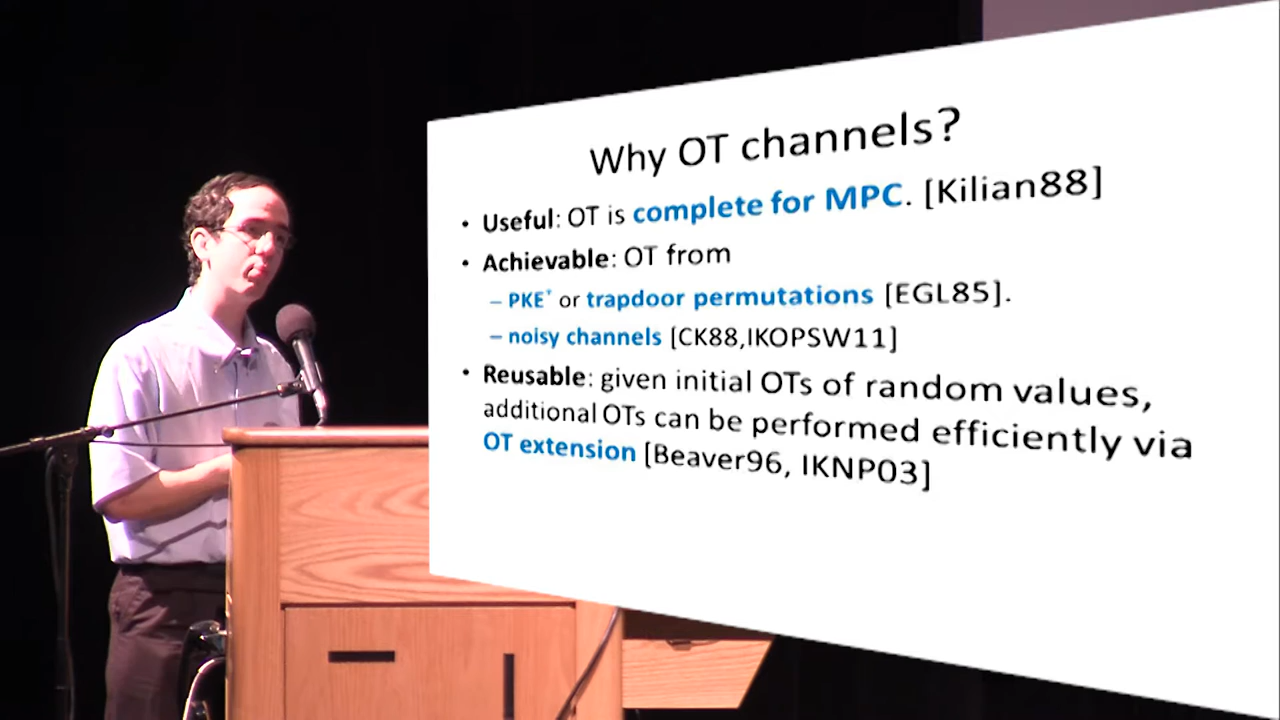 Why OT channels?
• Useful: OT is complete for MPC. [Kilian88]
• Achievable: OT from
– PKE+ or trapdoor permutations [EGL85].
– noisy channels [CK88,IKOPSW11]
• Reusable: given initial OTs of random values,
additional OTs can be performed efficiently via
OT extension [Beaver96, IKNP03]